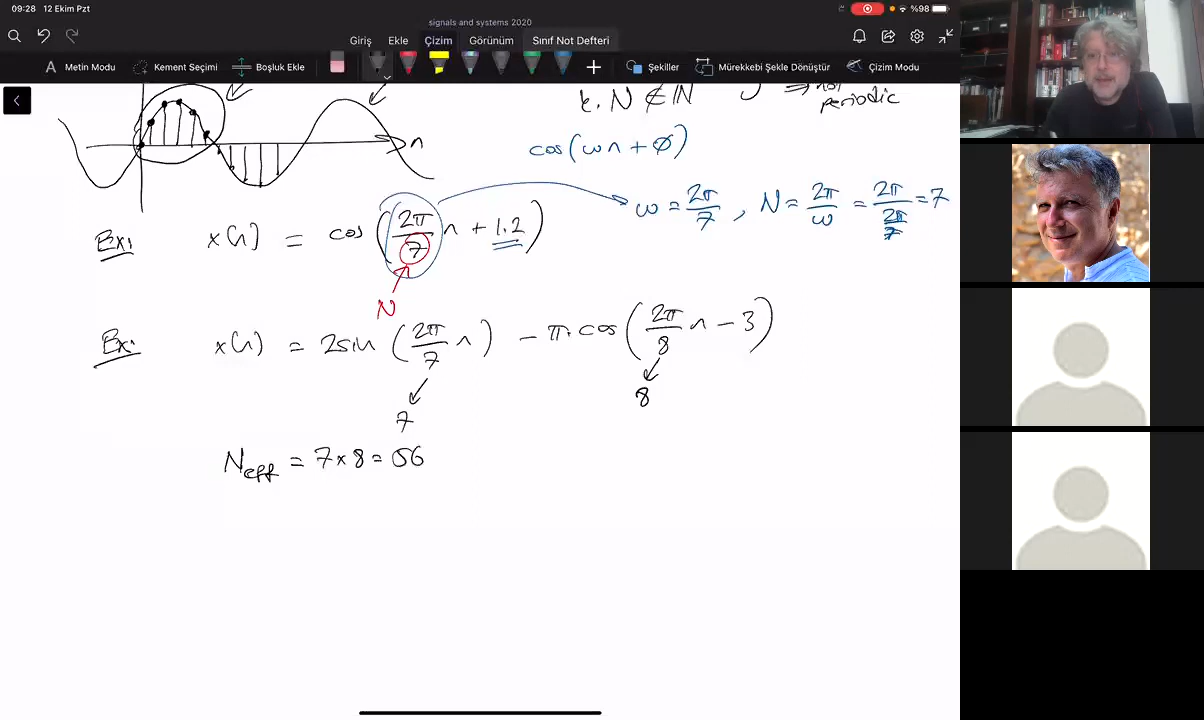 09:28 12 Ekim Pzt %98
signals and systems 2020
Giriş Ekle Çizim Görünüm Sınıf Not Defteri
Metin Modu Kement Seçimi Boşluk Ekle Şekiller Mürekkebi Şekle Dönüştür Çizim Modu
k.N ∉ ℕ ⇒ not periodic
n
cos(ωn + ϕ)
Ex: x[n] = cos(2π/7 n + 1.2)
ω = 2π/7 , N = 2π/ω = 2π/(2π/7) = 7
N
Ex: x[n] = 2sin(2π/7 n) - π.cos(2π/8 n - 3)
7 8
Neff = 7x8 = 56